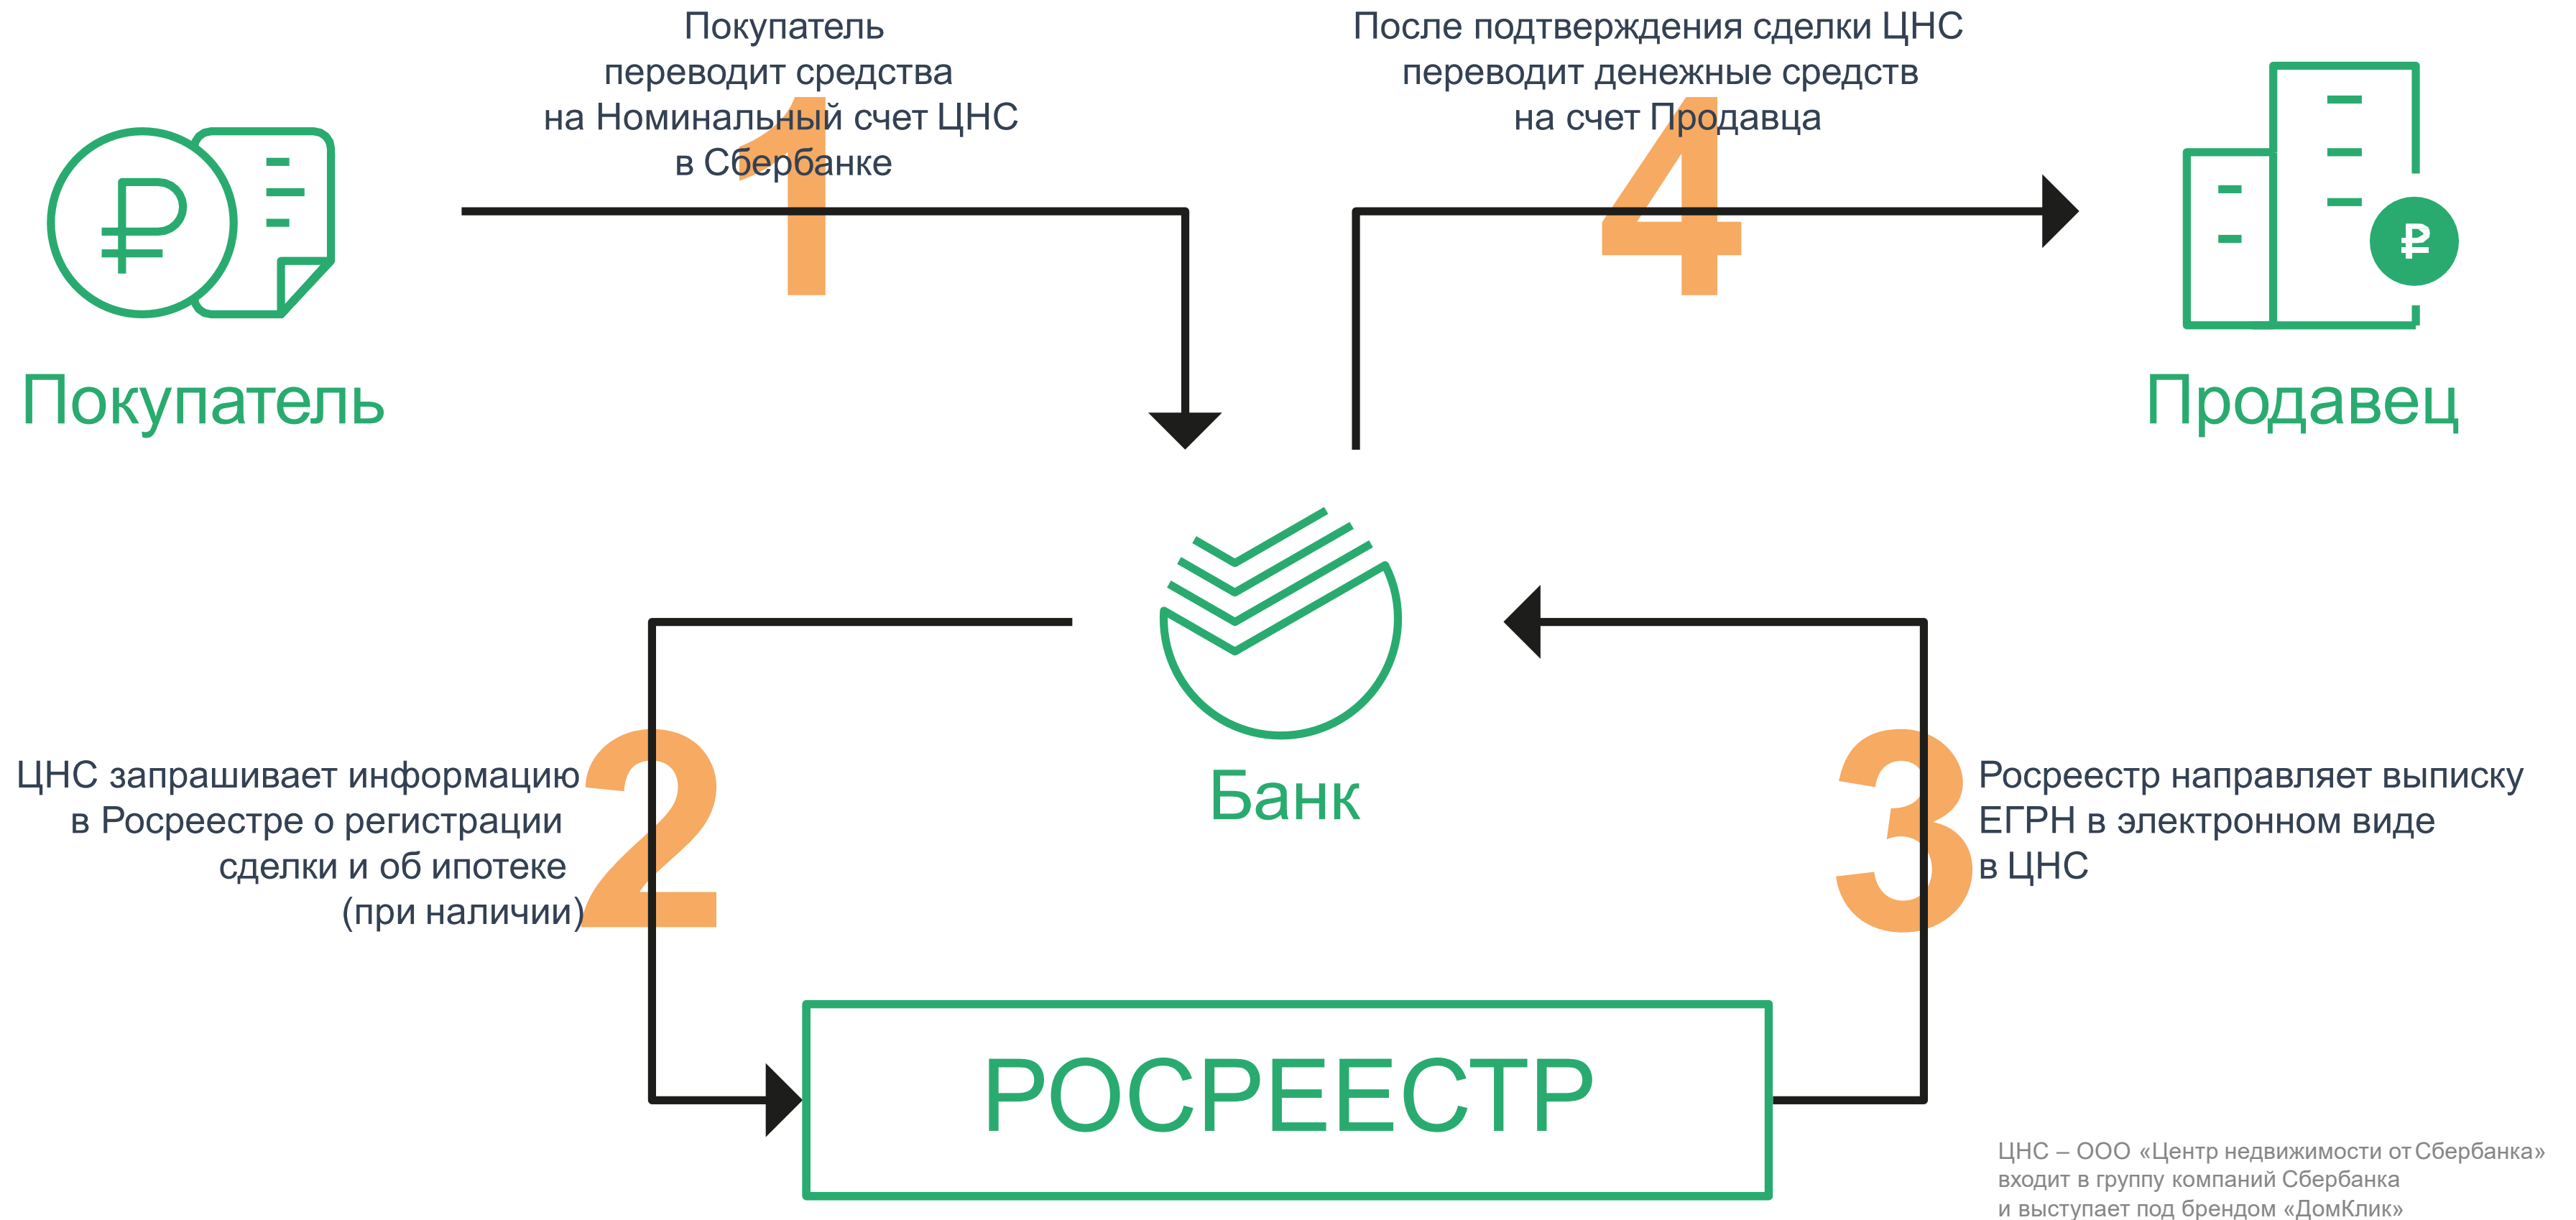 Покупатель
переводит средства
на Номинальный счет ЦНС
в Сбербанке
1
После подтверждения сделки ЦНС
переводит денежные средств
на счет Продавца
4
₽
₽
Покупатель
Продавец
Банк
ЦНС запрашивает информацию
в Росреестре о регистрации
сделки и об ипотеке
(при наличии)
2
3
Росреестр направляет выписку
ЕГРН в электронном виде
в ЦНС
РОСРЕЕСТР
ЦНС – ООО «Центр недвижимости от Сбербанка»
входит в группу компаний Сбербанка
и выступает под брендом «ДомКлик»